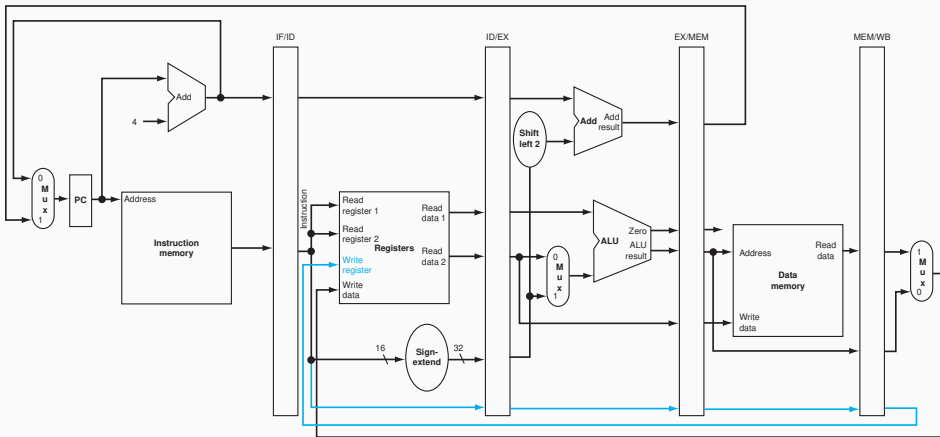 IF/ID
ID/EX
EX/MEM
MEM/WB
Add
4
0
M
u
x
1
PC
Address
Instruction
memory
Instruction
Read
register 1
Read
register 2
Write
register
Write
data
Registers
Read
data 1
Read
data 2
16
Sign-
extend
32
Shift
left 2
Add
Add
result
0
M
u
x
1
ALU
Zero
ALU
result
Address
Write
data
Data
memory
Read
data
1
M
u
x
0